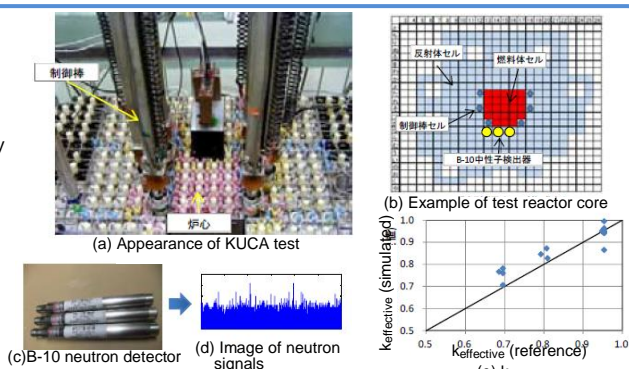 制御棒
炉心
(a) Appearance of KUCA test
反射体セル
燃料体セル
制御棒セル
B-10中性子検出器
(b) Example of test reactor core
y
(c)B-10 neutron detector
(d) Image of neutron
signals
keffective (simulated)
1.0
0.9
0.8
0.7
0.6
0.5
0.5
0.6
0.7
0.8
0.9
1.0
keffective (reference)